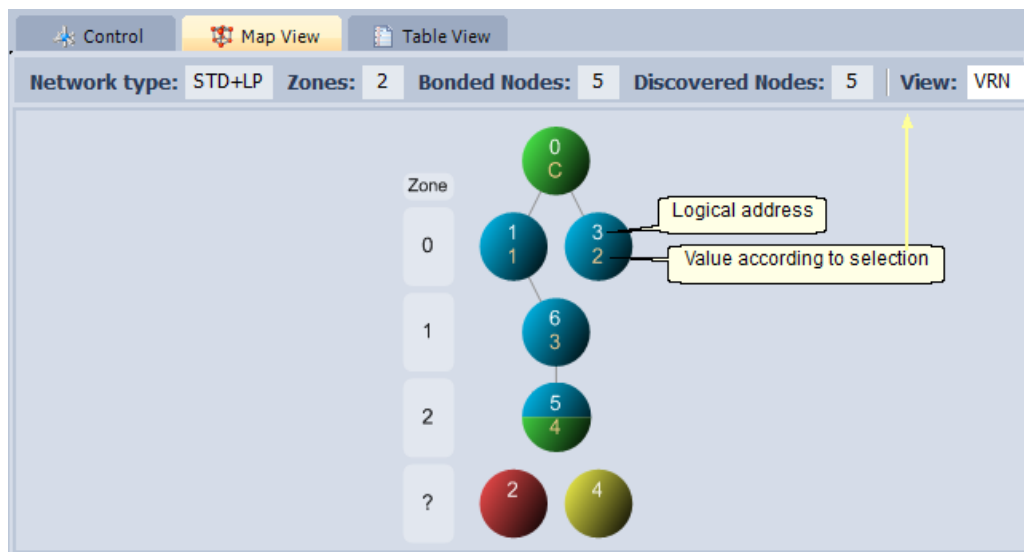 Control Map View Table View
Network type: STD+LP Zones: 2 Bonded Nodes: 5 Discovered Nodes: 5 View: VRN
0
C
Zone
Logical address
0 1 3
1 2
Value according to selection
1 6
3
2 5
4
? 2 4